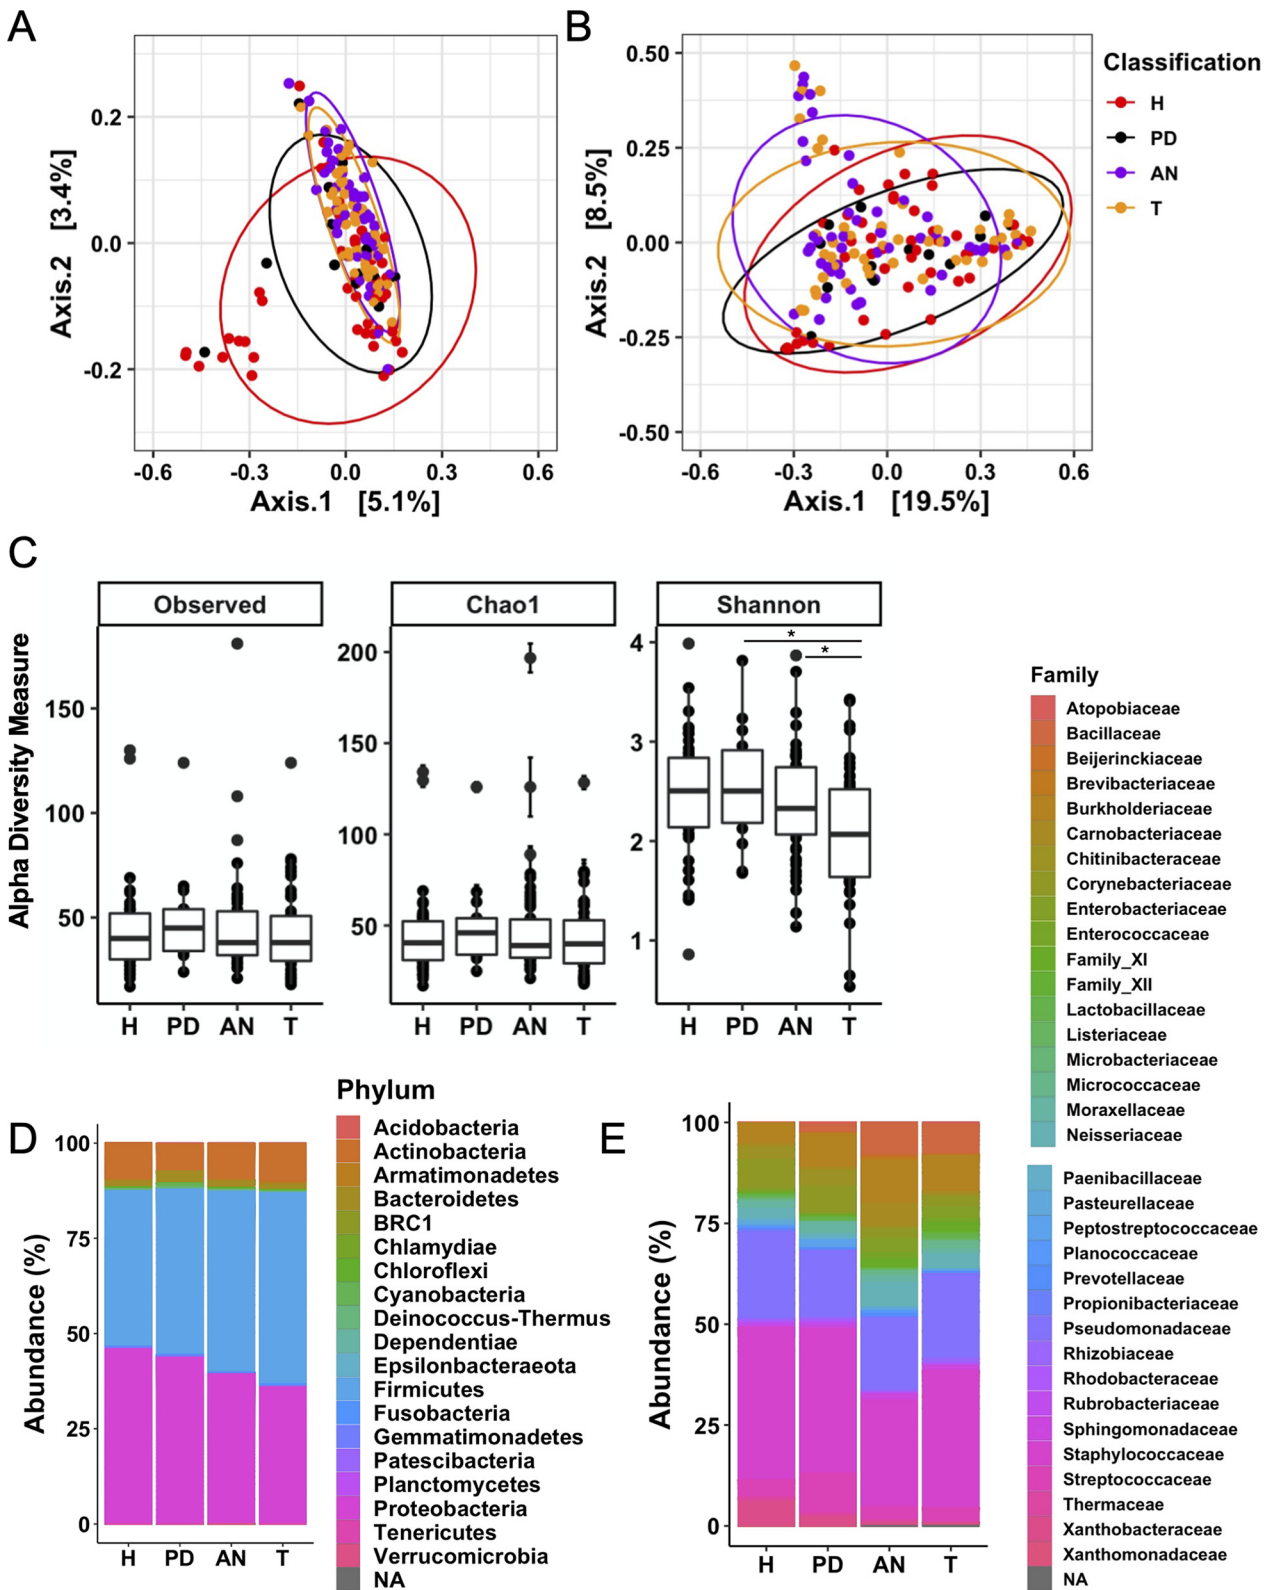 A
B
0.2
0.0
-0.2
Axis.2 [3.4%]
-0.6 -0.3 0.0 0.3 0.6
Axis.1 [5.1%]
0.50
0.25
0.00
-0.25
-0.50
Axis.2 [8.5%]
-0.6 -0.3 0.0 0.3 0.6
Axis.1 [19.5%]
Classification
H
PD
AN
T
C
Alpha Diversity Measure
Observed
150
100
50
H PD AN T
Chao1
200
150
100
50
H PD AN T
Shannon
*
*
4
3
2
1
H PD AN T
D
Abundance (%)
100
75
50
25
0
H PD AN T
Phylum
Acidobacteria
Actinobacteria
Armatimonadetes
Bacteroidetes
BRC1
Chlamydiae
Chloroflexi
Cyanobacteria
Deinococcus-Thermus
Dependentiae
Epsilonbacteraeota
Firmicutes
Fusobacteria
Gemmatimonadetes
Patescibacteria
Planctomycetes
Proteobacteria
Tenericutes
Verrucomicrobia
NA
E
Abundance (%)
100
75
50
25
0
H PD AN T
Family
Atopobiaceae
Bacillaceae
Beijerinckiaceae
Brevibacteriaceae
Burkholderiaceae
Carnobacteriaceae
Chitinibacteraceae
Corynebacteriaceae
Enterobacteriaceae
Enterococcaceae
Family_XI
Family_XII
Lactobacillaceae
Listeriaceae
Microbacteriaceae
Micrococcaceae
Moraxellaceae
Neisseriaceae
Paenibacillaceae
Pasteurellaceae
Peptostreptococcaceae
Planococcaceae
Prevotellaceae
Propionibacteriaceae
Pseudomonadaceae
Rhizobiaceae
Rhodobacteraceae
Rubrobacteriaceae
Sphingomonadaceae
Staphylococcaceae
Streptococcaceae
Thermaceae
Xanthobacteraceae
Xanthomonadaceae
NA